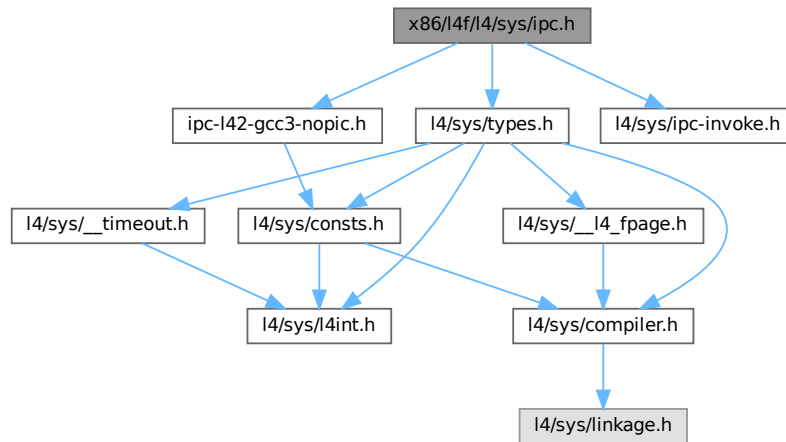 x86/l4f/l4/sys/ipc.h
ipc-l42-gcc3-nopic.h
l4/sys/types.h
l4/sys/ipc-invoke.h
l4/sys/__timeout.h
l4/sys/consts.h
l4/sys/__l4_fpage.h
l4/sys/l4int.h
l4/sys/compiler.h
l4/sys/linkage.h